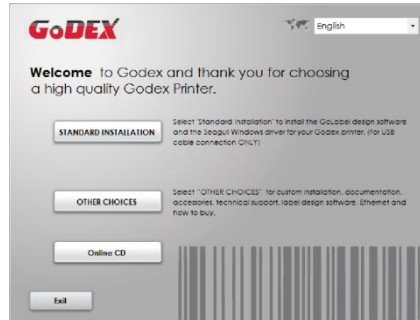 GoDEX
English
Welcome to Godex and thank you for choosing
a high quality Godex Printer.
STANDARD INSTALLATION
Select "Standard Installation" to install the GoLabel design software
and the Seagull Windows driver for your Godex printer. (For USB
cable connection ONLY)
OTHER CHOICES
Select "OTHER CHOICES" for custom installation, documentation,
accessories, technical support, label design software, Ethernet and
how to buy.
Online CD
Exit